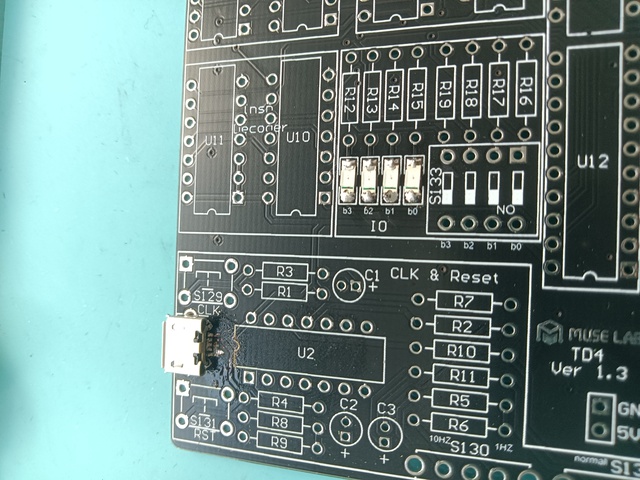 R12
R13
R14
R15
R19
R18
R17
R16
U11
Decoder
U10
U12
S133
NO
b3
b2
b1
b0
IO
b3
b2
b1
b0
S129
CLK
R3
R1
C1
+
CLK & Reset
R7
R2
R10
R11
R5
R6
U2
MUSE LAB
TD4
Ver 1.3
R4
R8
R9
C2
C3
+
+
S131
RST
10HZ
S130
1HZ
GN
5V
normal
S13